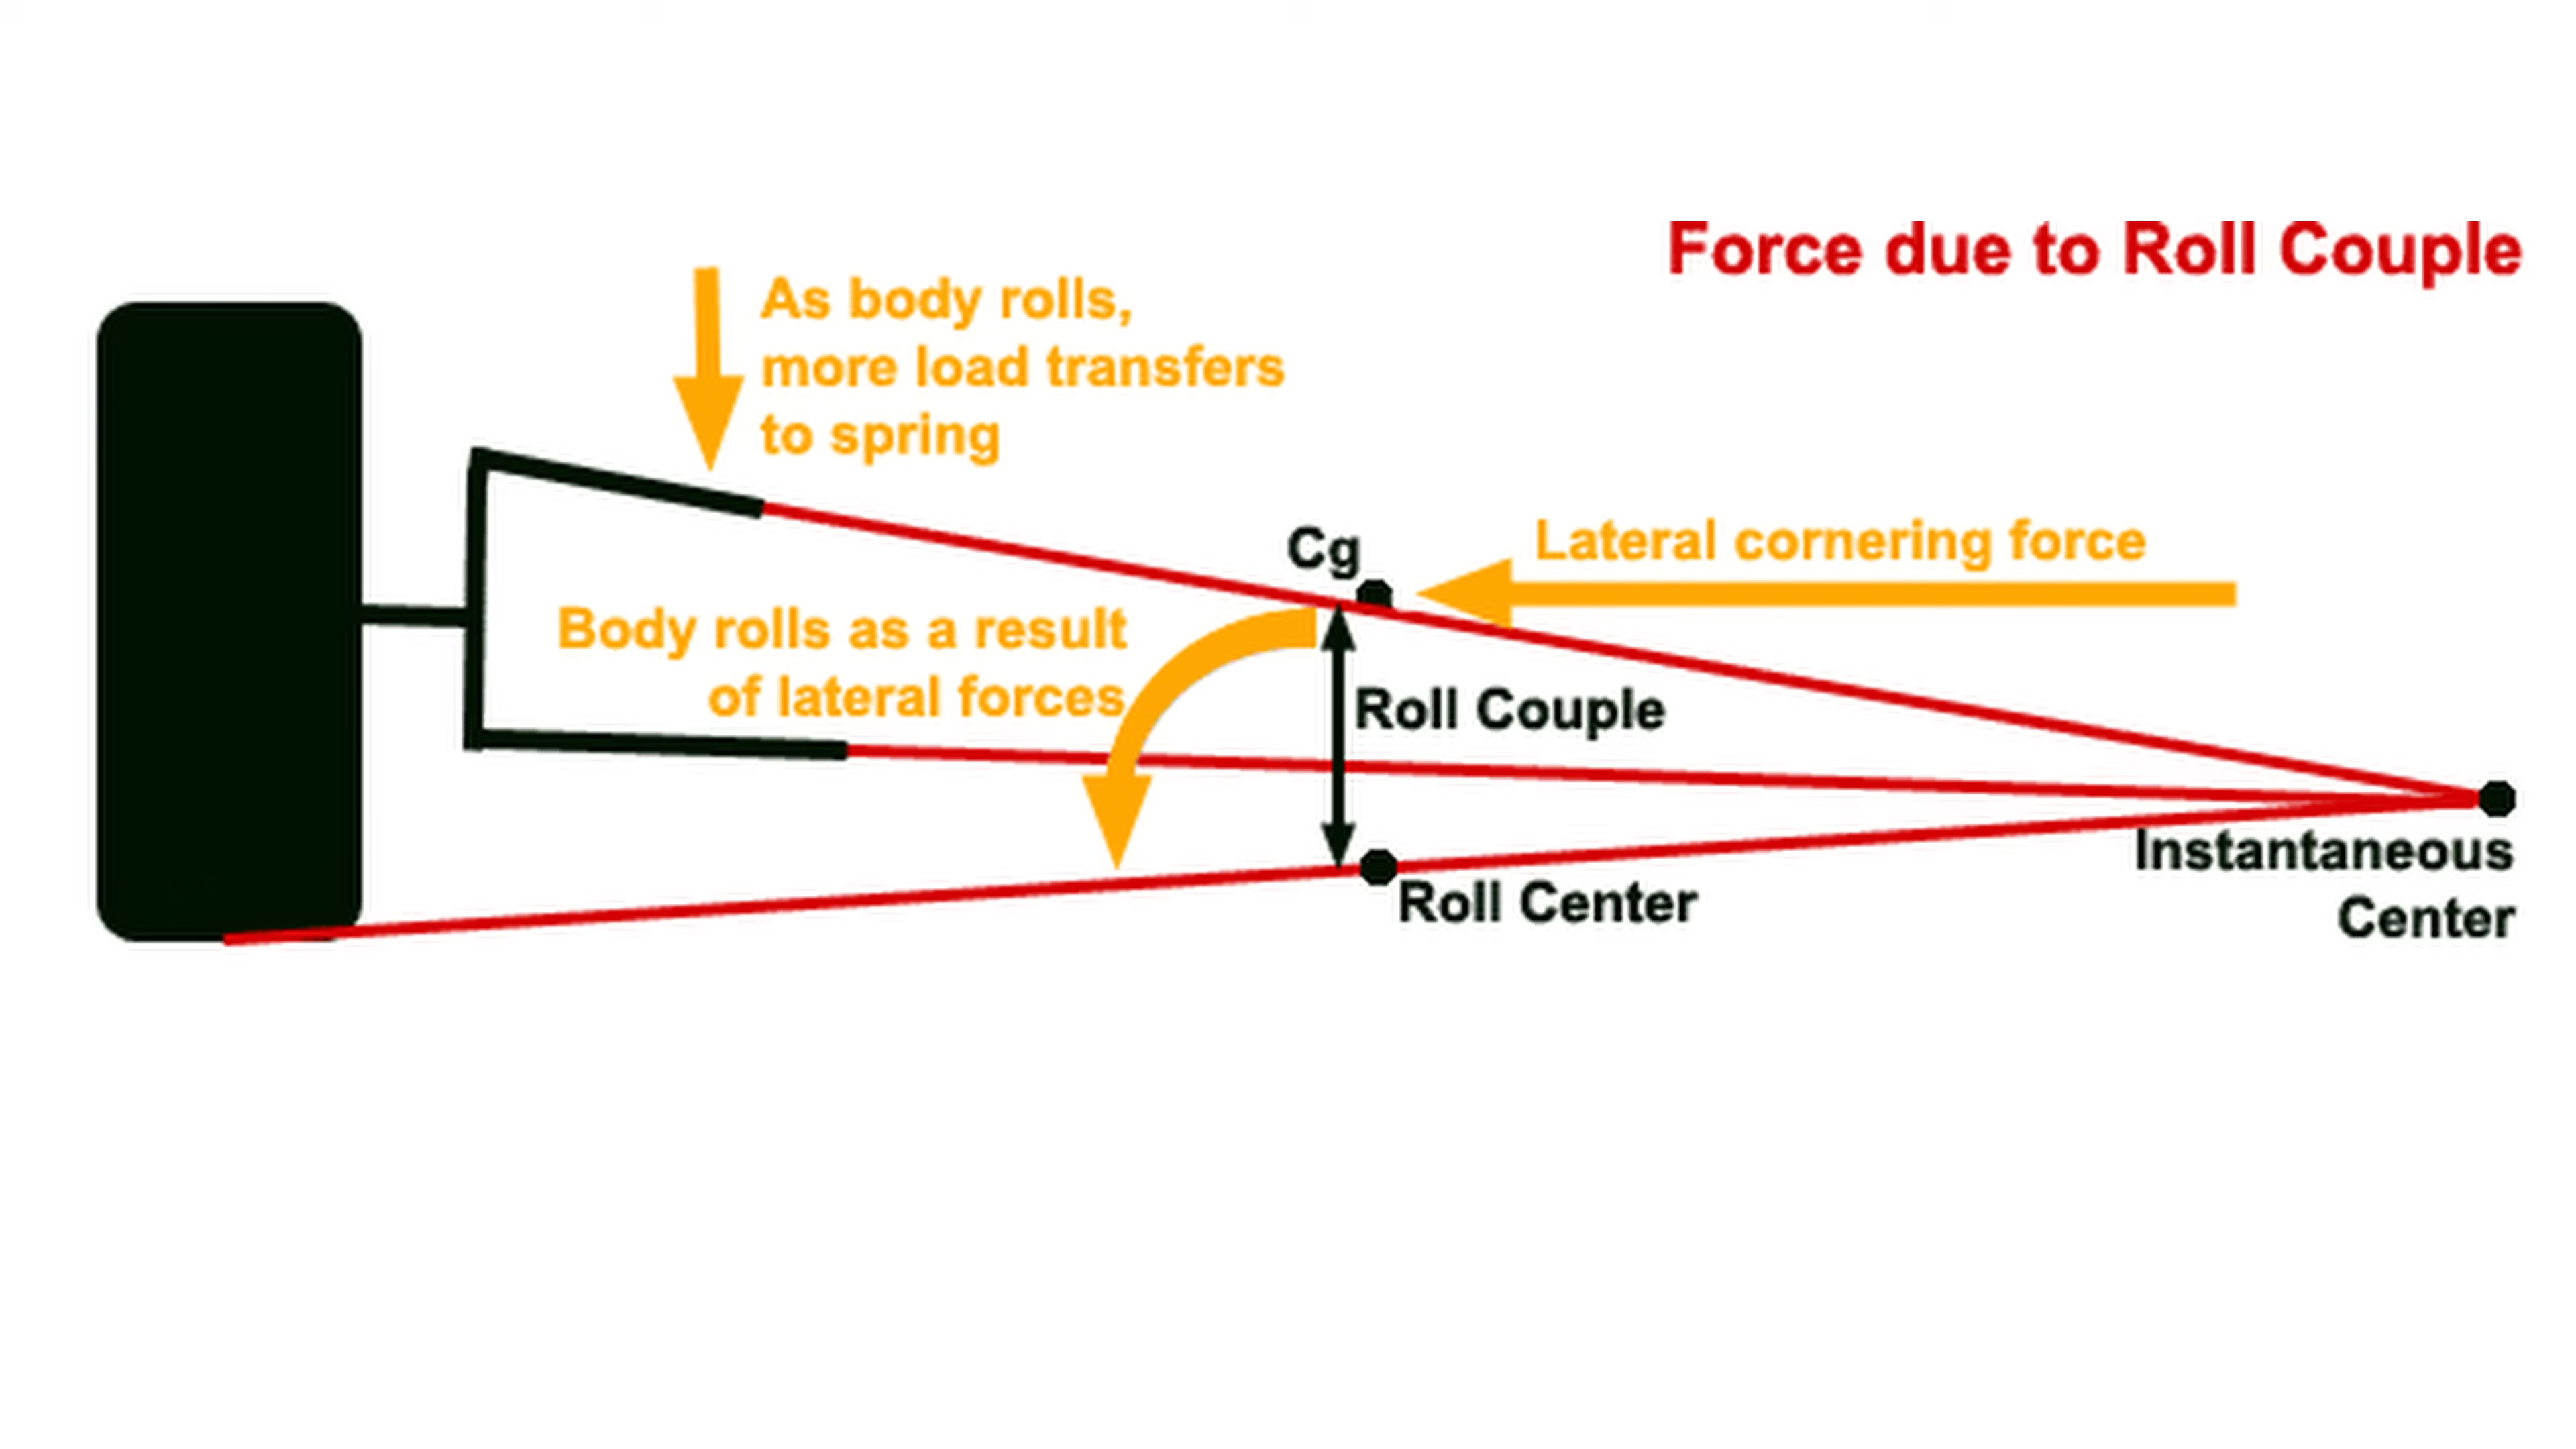 Force due to Roll Couple
As body rolls,
more load transfers
to spring
Cg
Lateral cornering force
Body rolls as a result
of lateral forces
Roll Couple
Instantaneous
Center
Roll Center